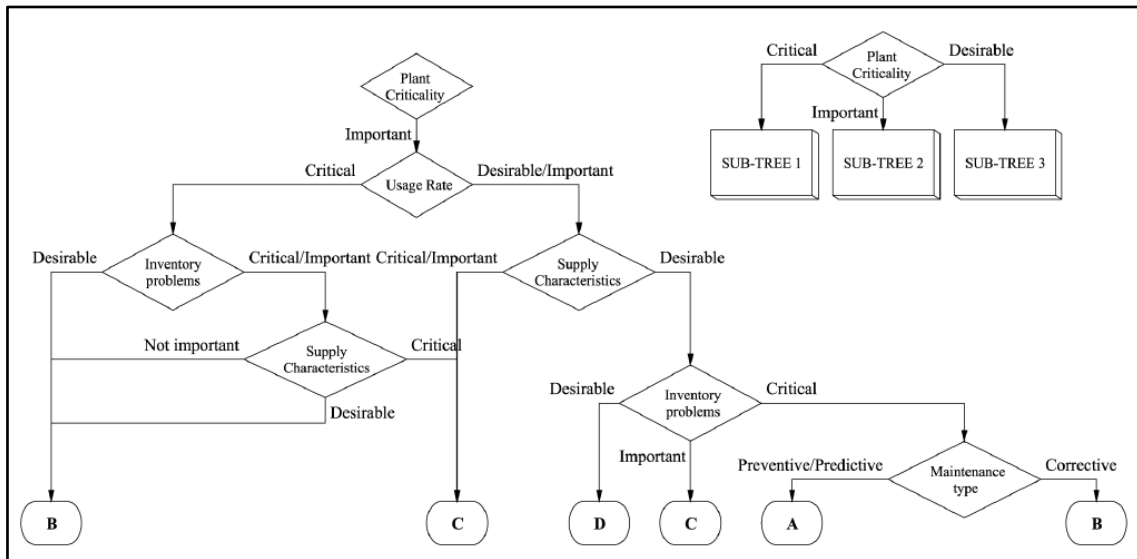 Plant
Criticality
Important
Critical
Usage Rate
Desirable/Important
Desirable
Inventory
problems
Critical/Important
Critical/Important
Supply
Characteristics
Desirable
Not important
Supply
Characteristics
Critical
Desirable
Desirable
Inventory
problems
Critical
Important
Preventive/Predictive
Maintenance
type
Corrective
B
C
D
C
A
B
Critical
Plant
Criticality
Desirable
Important
SUB-TREE 1
SUB-TREE 2
SUB-TREE 3